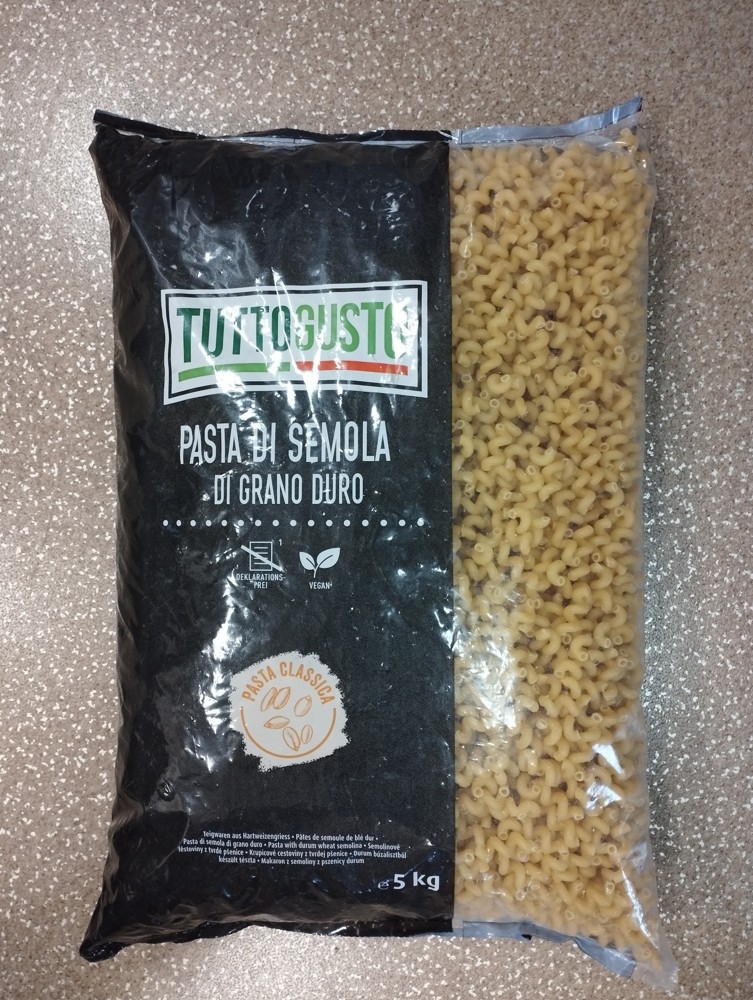 TUTTOGUSTO
PASTA DI SEMOLA
DI GRANO DURO
1
DEKLARATIONS-
FREI
VEGAN⁴
PASTA CLASSICA
Teigwaren aus Hartweizengriess • Pâtes de semoule de blé dur •
Pasta di semola di grano duro • Pasta with durum wheat semolina • Semolinové
těstoviny z tvrdé pšenice • Krupicové cestoviny z tvrdej pšenice • Durum búzalisztből
készült tészta • Makaron z semoliny z pszenicy durum
℮ 5 kg